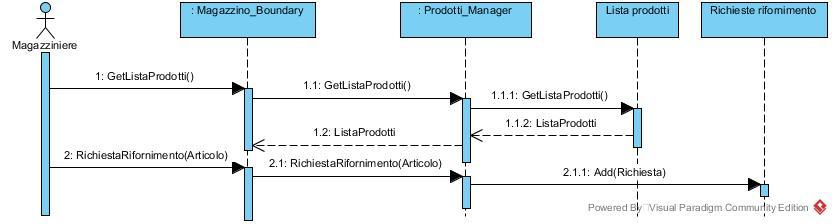 : Magazzino_Boundary
: Prodotti_Manager
Lista prodotti
Richieste rifornimento
Magazziniere
1: GetListaProdotti()
1.1: GetListaProdotti()
1.1.1: GetListaProdotti()
1.1.2: ListaProdotti
1.2: ListaProdotti
2: RichiestaRifornimento(Articolo)
2.1: RichiestaRifornimento(Articolo)
2.1.1: Add(Richiesta)
Powered By Visual Paradigm Community Edition